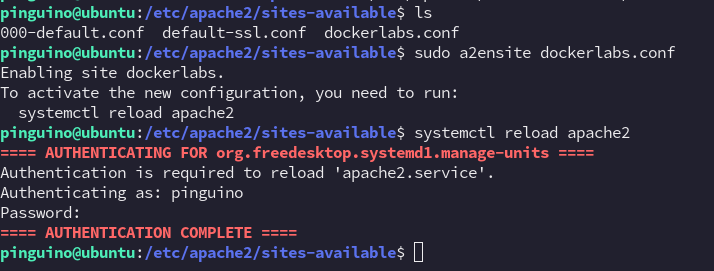 pinguino@ubuntu:/etc/apache2/sites-available$ ls
000-default.conf  default-ssl.conf  dockerlabs.conf
pinguino@ubuntu:/etc/apache2/sites-available$ sudo a2ensite dockerlabs.conf
Enabling site dockerlabs.
To activate the new configuration, you need to run:
  systemctl reload apache2
pinguino@ubuntu:/etc/apache2/sites-available$ systemctl reload apache2
==== AUTHENTICATING FOR org.freedesktop.systemd1.manage-units ====
Authentication is required to reload 'apache2.service'.
Authenticating as: pinguino
Password:
==== AUTHENTICATION COMPLETE ====
pinguino@ubuntu:/etc/apache2/sites-available$